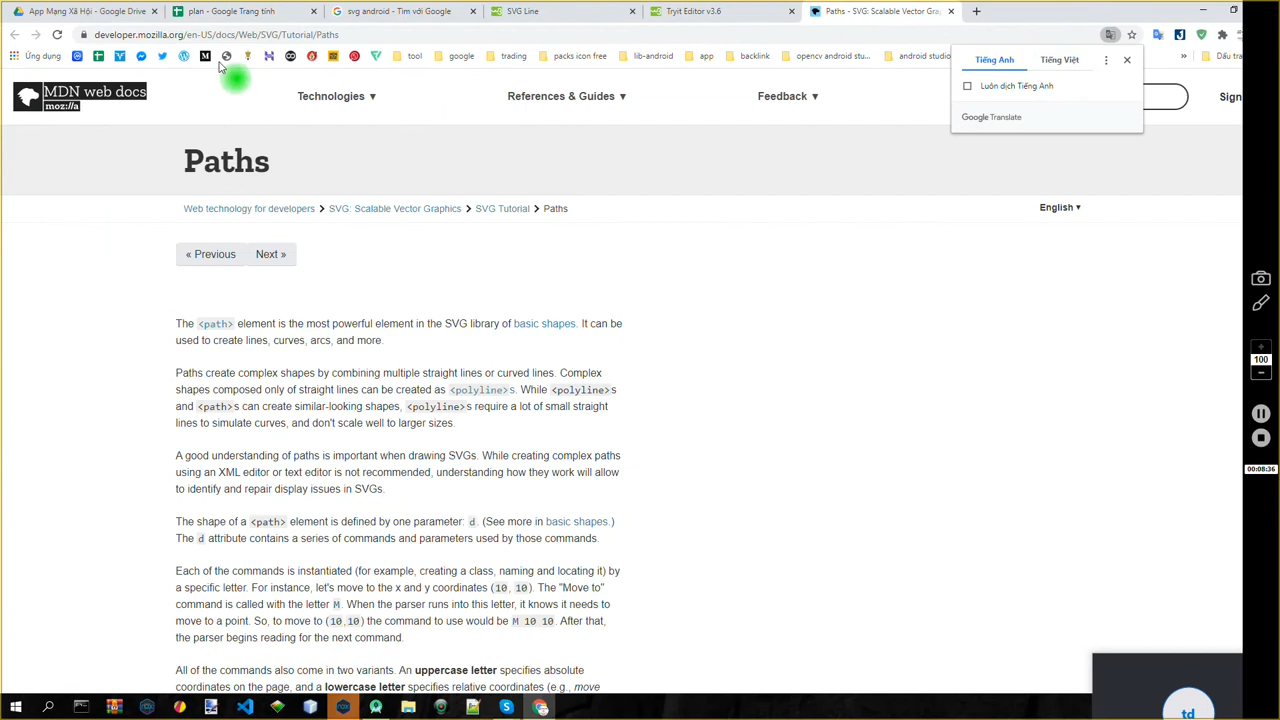 App Mạng Xã Hội - Google Drive
plan - Google Trang tính
svg android - Tìm với Google
SVG Line
Tryit Editor v3.6
Paths - SVG: Scalable Vector Gra
developer.mozilla.org/en-US/docs/Web/SVG/Tutorial/Paths
Ứng dụng
tool
google
trading
packs icon free
lib-android
app
backlink
opencv android stu...
android studio
»
Dấu tra
Tiếng Anh
Tiếng Việt
Luôn dịch Tiếng Anh
Google Translate
MDN web docs
moz://a
Technologies ▼
References & Guides ▼
Feedback ▼
Sign
Paths
Web technology for developers > SVG: Scalable Vector Graphics > SVG Tutorial > Paths
English ▼
« Previous
Next »
The <path> element is the most powerful element in the SVG library of basic shapes. It can be
used to create lines, curves, arcs, and more.
Paths create complex shapes by combining multiple straight lines or curved lines. Complex
shapes composed only of straight lines can be created as <polyline>s. While <polyline>s
and <path>s can create similar-looking shapes, <polyline>s require a lot of small straight
lines to simulate curves, and don't scale well to larger sizes.
A good understanding of paths is important when drawing SVGs. While creating complex paths
using an XML editor or text editor is not recommended, understanding how they work will allow
to identify and repair display issues in SVGs.
The shape of a <path> element is defined by one parameter: d. (See more in basic shapes.)
The d attribute contains a series of commands and parameters used by those commands.
Each of the commands is instantiated (for example, creating a class, naming and locating it) by
a specific letter. For instance, let's move to the x and y coordinates (10, 10). The "Move to"
command is called with the letter M. When the parser runs into this letter, it knows it needs to
move to a point. So, to move to (10,10) the command to use would be M 10 10. After that,
the parser begins reading for the next command.
All of the commands also come in two variants. An uppercase letter specifies absolute
coordinates on the page, and a lowercase letter specifies relative coordinates (e.g., move
100
00:08:36
td